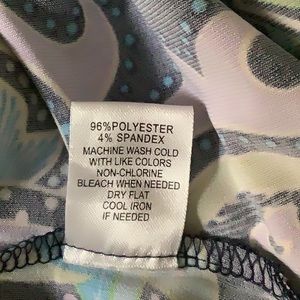 96%POLYESTER
4% SPANDEX
MACHINE WASH COLD
WITH LIKE COLORS
NON-CHLORINE
BLEACH WHEN NEEDED
DRY FLAT
COOL IRON
IF NEEDED